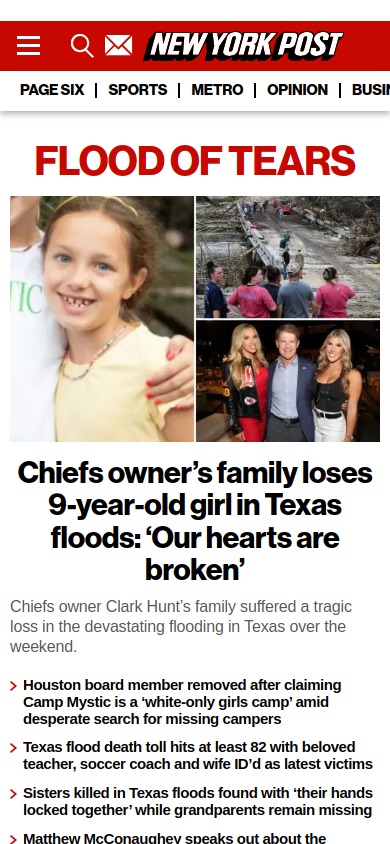 NEW YORK POST
PAGE SIX | SPORTS | METRO | OPINION | BUSIN
FLOOD OF TEARS
TIC
Chiefs owner’s family loses
9-year-old girl in Texas
floods: ‘Our hearts are
broken’
Chiefs owner Clark Hunt’s family suffered a tragic
loss in the devastating flooding in Texas over the
weekend.
Houston board member removed after claiming
Camp Mystic is a ‘white-only girls camp’ amid
desperate search for missing campers
Texas flood death toll hits at least 82 with beloved
teacher, soccer coach and wife ID’d as latest victims
Sisters killed in Texas floods found with ‘their hands
locked together’ while grandparents remain missing
Matthew McConaughey speaks out about the